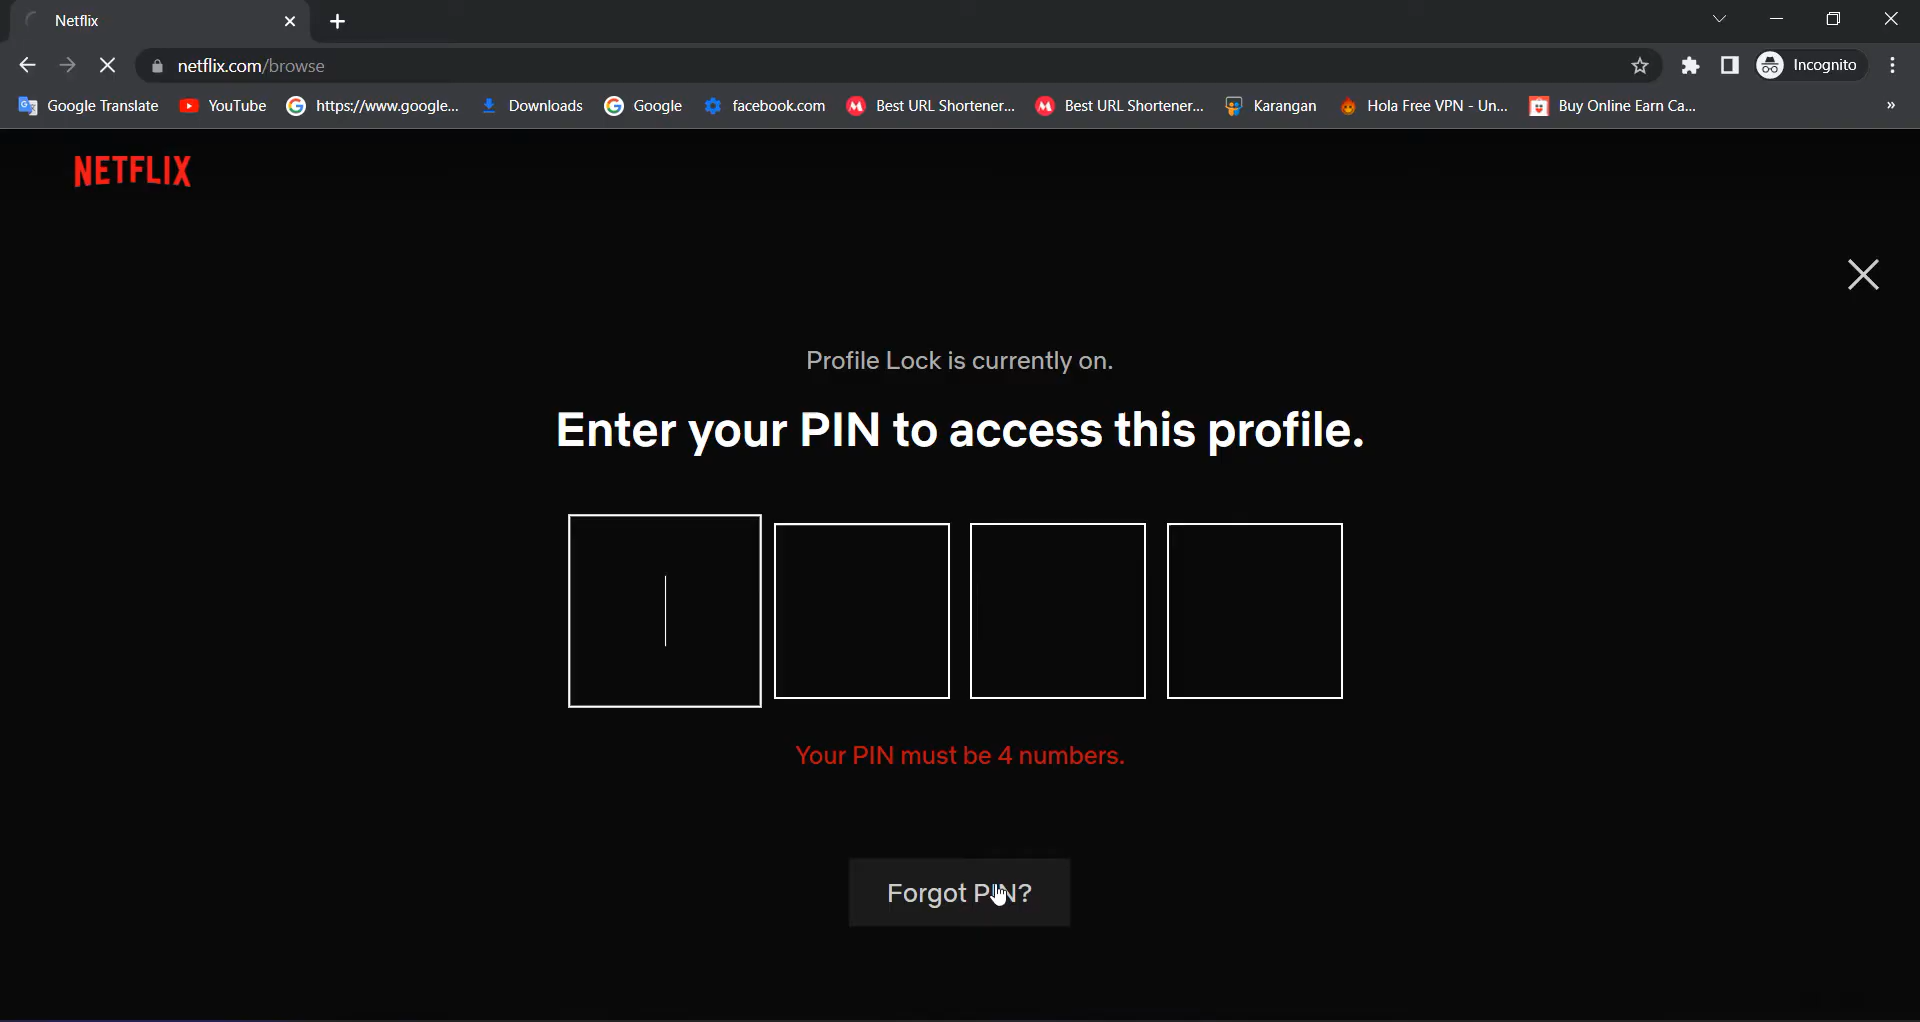 Netflix
netflix.com/browse
Incognito
Google Translate YouTube https://www.google... Downloads Google facebook.com Best URL Shortener... Best URL Shortener... Karangan Hola Free VPN - Un... Buy Online Earn Ca... »
NETFLIX
Profile Lock is currently on.
Enter your PIN to access this profile.
Your PIN must be 4 numbers.
Forgot PIN?